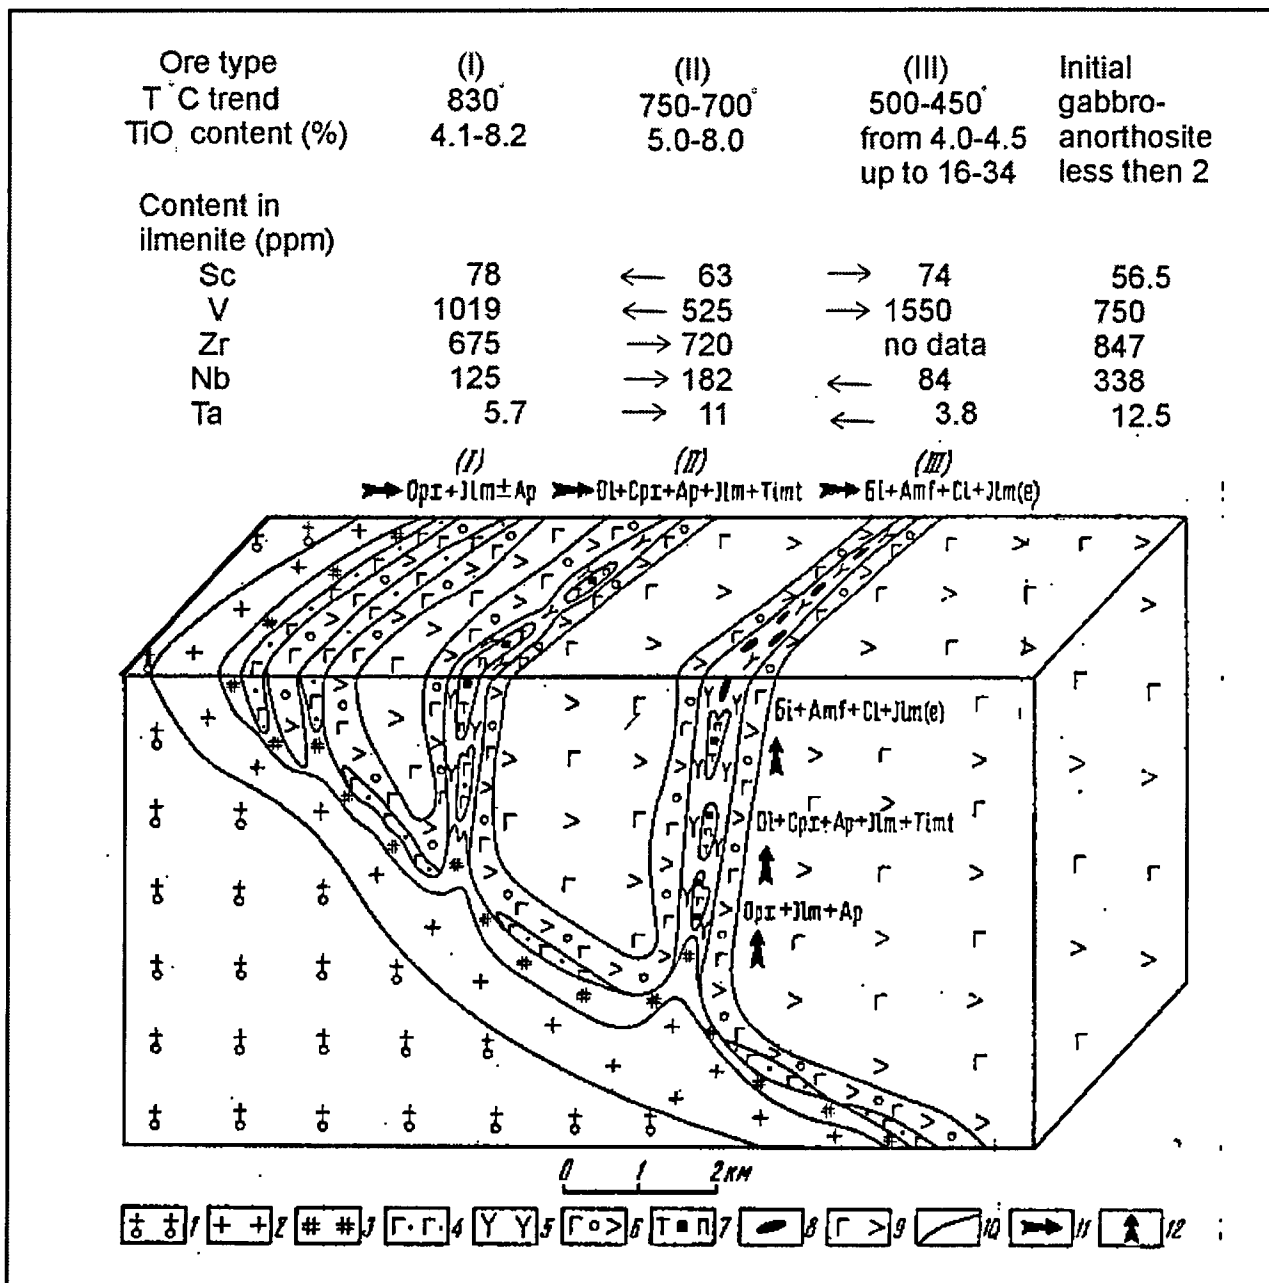 Ore type (I) (II) (III) Initial
T °C trend 830° 750-700° 500-450° gabbro-
TiO content (%) 4.1-8.2 5.0-8.0 from 4.0-4.5 anorthosite
up to 16-34 less then 2
Content in
ilmenite (ppm)
Sc 78 ← 63 → 74 56.5
V 1019 ← 525 → 1550 750
Zr 675 → 720 no data 847
Nb 125 → 182 ← 84 338
Ta 5.7 → 11 ← 3.8 12.5
(I) (II) (III)
Opx+Jlm±Ap Ol+Cpx+Ap+Jlm+Timt Бi+Amf+Cl+Jlm(e)
Бi+Amf+Cl+Jlm(e)
Ol+Cpx+Ap+Jlm+Timt
Opx+Jlm+Ap
0 1 2 км
1 2 3 4 5 6 7 8 9 10 11 12